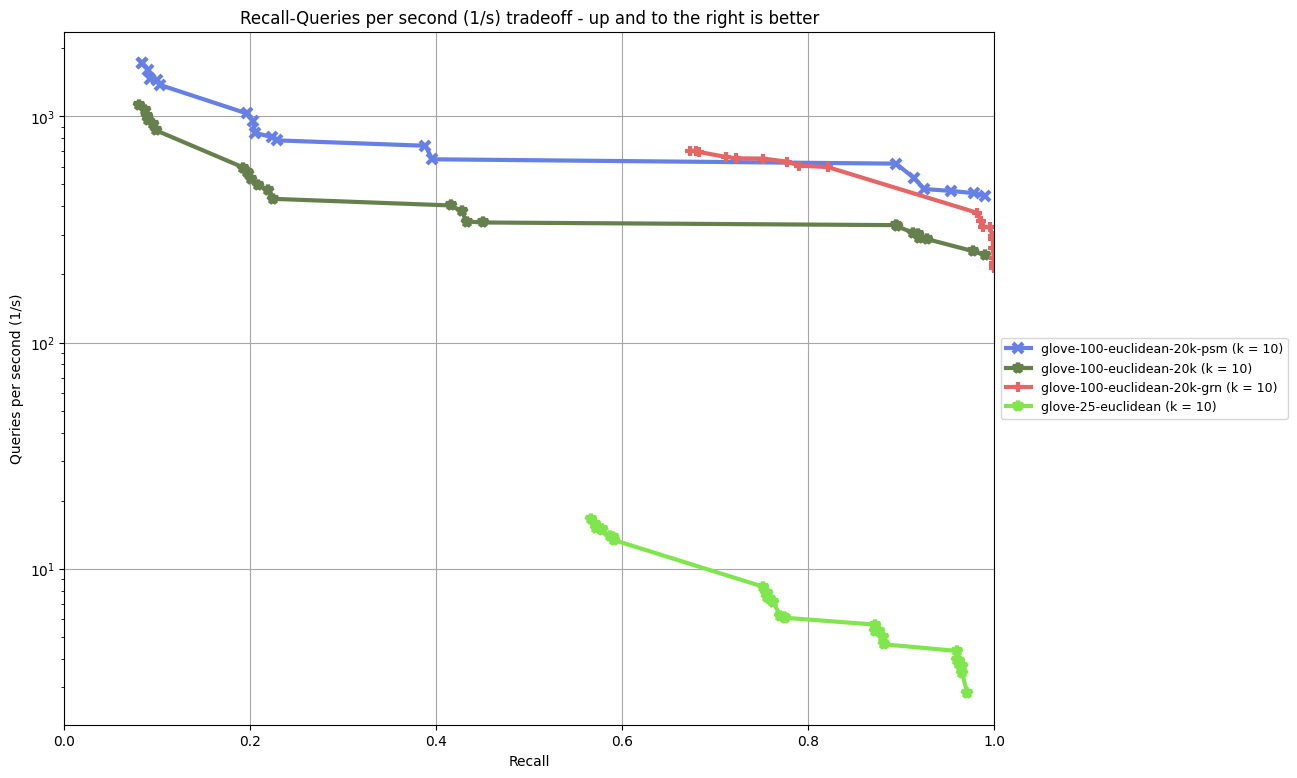 Recall-Queries per second (1/s) tradeoff - up and to the right is better
10³
10²
10¹
Queries per second (1/s)
0.0 0.2 0.4 0.6 0.8 1.0
Recall
glove-100-euclidean-20k-psm (k = 10)
glove-100-euclidean-20k (k = 10)
glove-100-euclidean-20k-grn (k = 10)
glove-25-euclidean (k = 10)